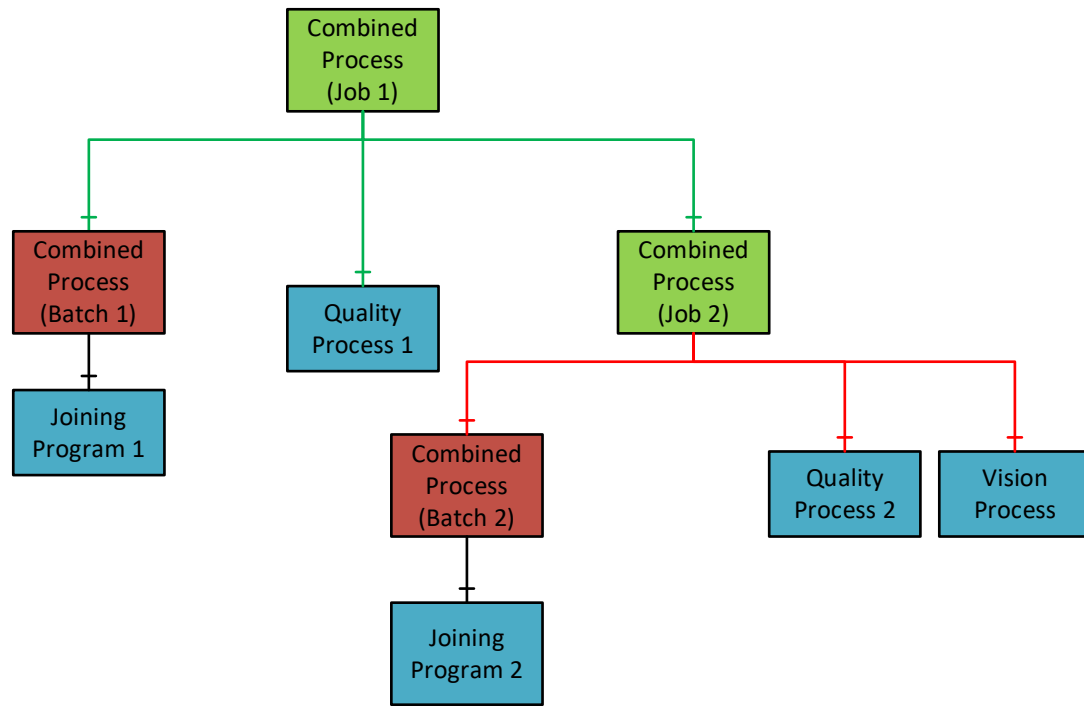 Combined
Process
(Job 1)
Combined
Process
(Batch 1)
Quality
Process 1
Combined
Process
(Job 2)
Joining
Program 1
Combined
Process
(Batch 2)
Quality
Process 2
Vision
Process
Joining
Program 2